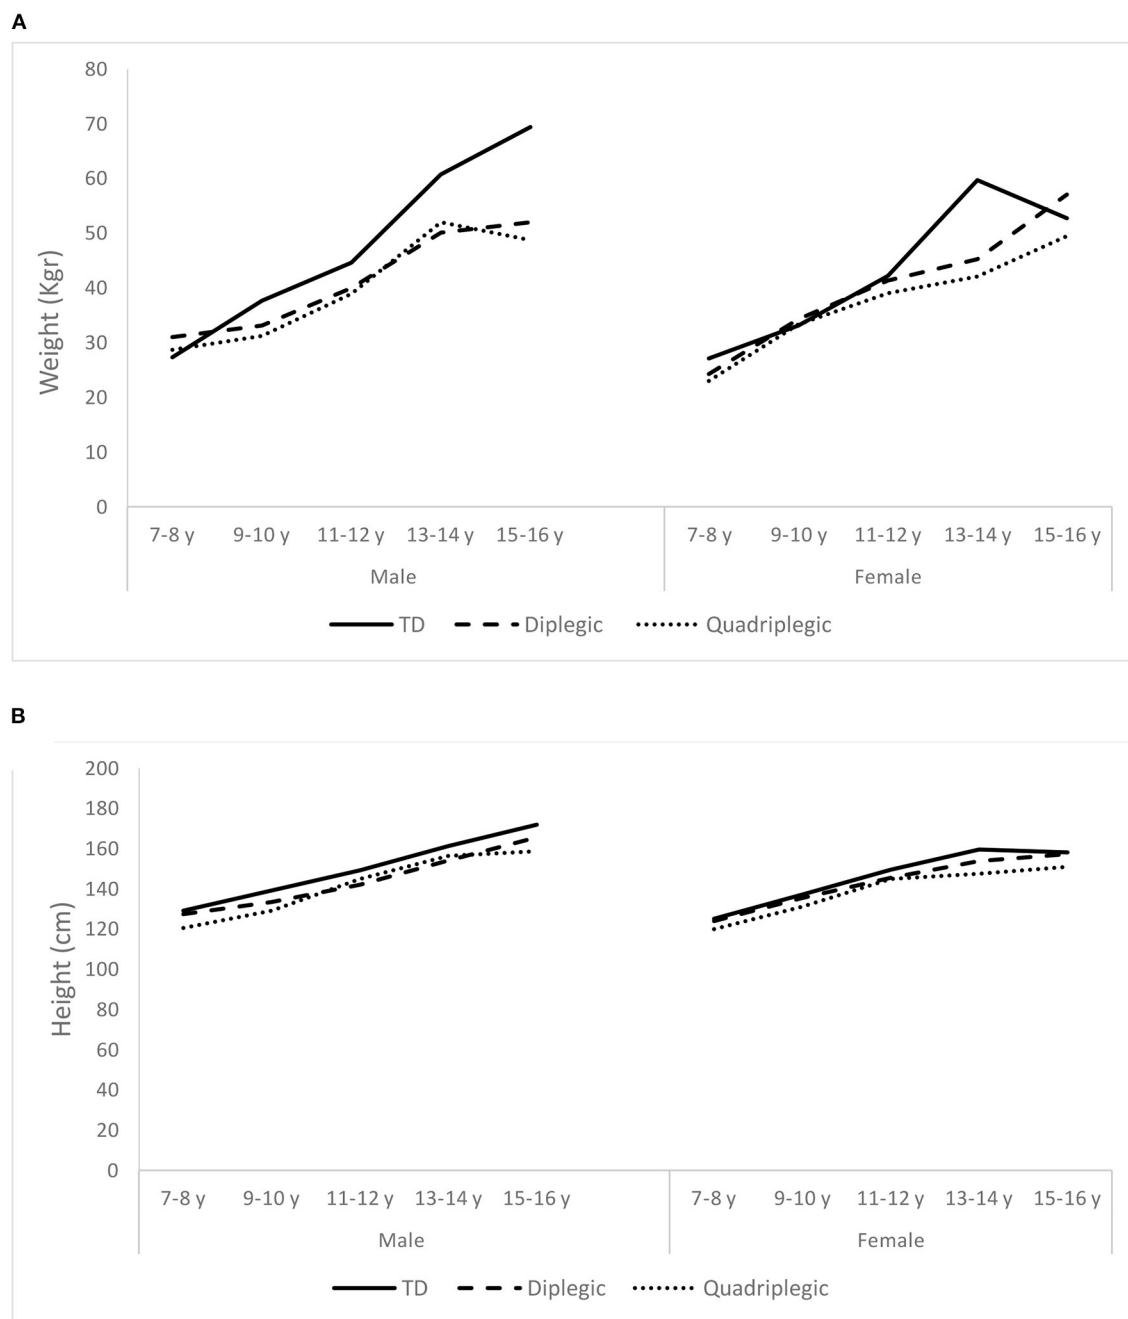 A
80
70
60
50
40
30
20
10
0
Weight (Kgr)
7-8 y 9-10 y 11-12 y 13-14 y 15-16 y 7-8 y 9-10 y 11-12 y 13-14 y 15-16 y
Male Female
TD Diplegic Quadriplegic
B
200
180
160
140
120
100
80
60
40
20
0
Height (cm)
7-8 y 9-10 y 11-12 y 13-14 y 15-16 y 7-8 y 9-10 y 11-12 y 13-14 y 15-16 y
Male Female
TD Diplegic Quadriplegic